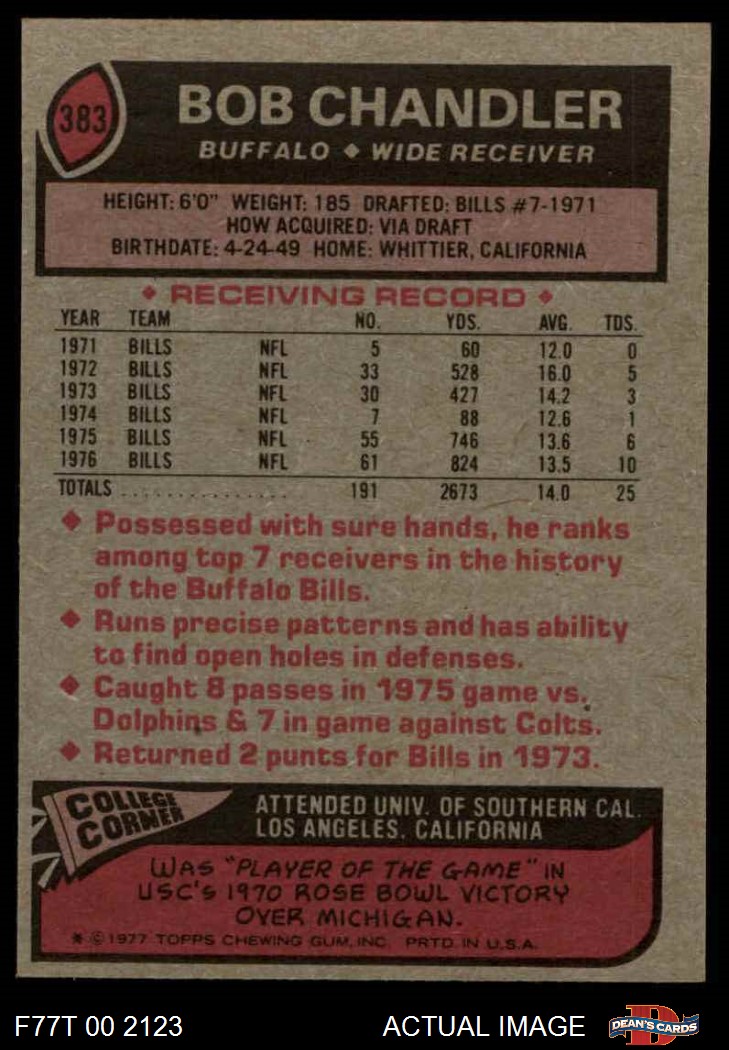 383
BOB CHANDLER
BUFFALO ♦ WIDE RECEIVER
HEIGHT: 6'0" WEIGHT: 185 DRAFTED: BILLS #7-1971
HOW ACQUIRED: VIA DRAFT
BIRTHDATE: 4-24-49 HOME: WHITTIER, CALIFORNIA
♦ RECEIVING RECORD ♦
YEAR TEAM NO. YDS. AVG. TDS.
1971 BILLS NFL 5 60 12.0 0
1972 BILLS NFL 33 528 16.0 5
1973 BILLS NFL 30 427 14.2 3
1974 BILLS NFL 7 88 12.6 1
1975 BILLS NFL 55 746 13.6 6
1976 BILLS NFL 61 824 13.5 10
TOTALS ................ 191 2673 14.0 25
♦ Possessed with sure hands, he ranks
among top 7 receivers in the history
of the Buffalo Bills.
♦ Runs precise patterns and has ability
to find open holes in defenses.
♦ Caught 8 passes in 1975 game vs.
Dolphins & 7 in game against Colts.
♦ Returned 2 punts for Bills in 1973.
COLLEGE
CORNER
ATTENDED UNIV. OF SOUTHERN CAL.
LOS ANGELES, CALIFORNIA
WAS "PLAYER OF THE GAME" IN
USC'S 1970 ROSE BOWL VICTORY
OVER MICHIGAN.
* © 1977 TOPPS CHEWING GUM, INC. PRTD. IN U.S.A.
F77T 00 2123 ACTUAL IMAGE
D
DEAN'S CARDS